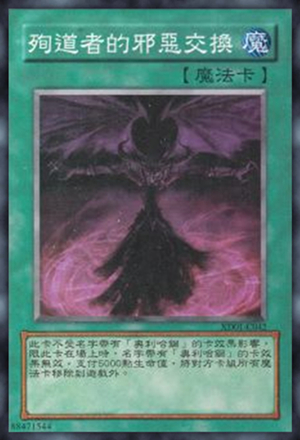 殉道者的邪惡交換 魔
【魔法卡】
XD01-C042
此卡不受名字帶有「奧利哈鋼」的卡效果影響,
限此卡在場上時,名字帶有「奧利哈鋼」的卡效
果無效。支付5000點生命值,將對方卡組所有魔
法卡移除到遊戲外。
88471544